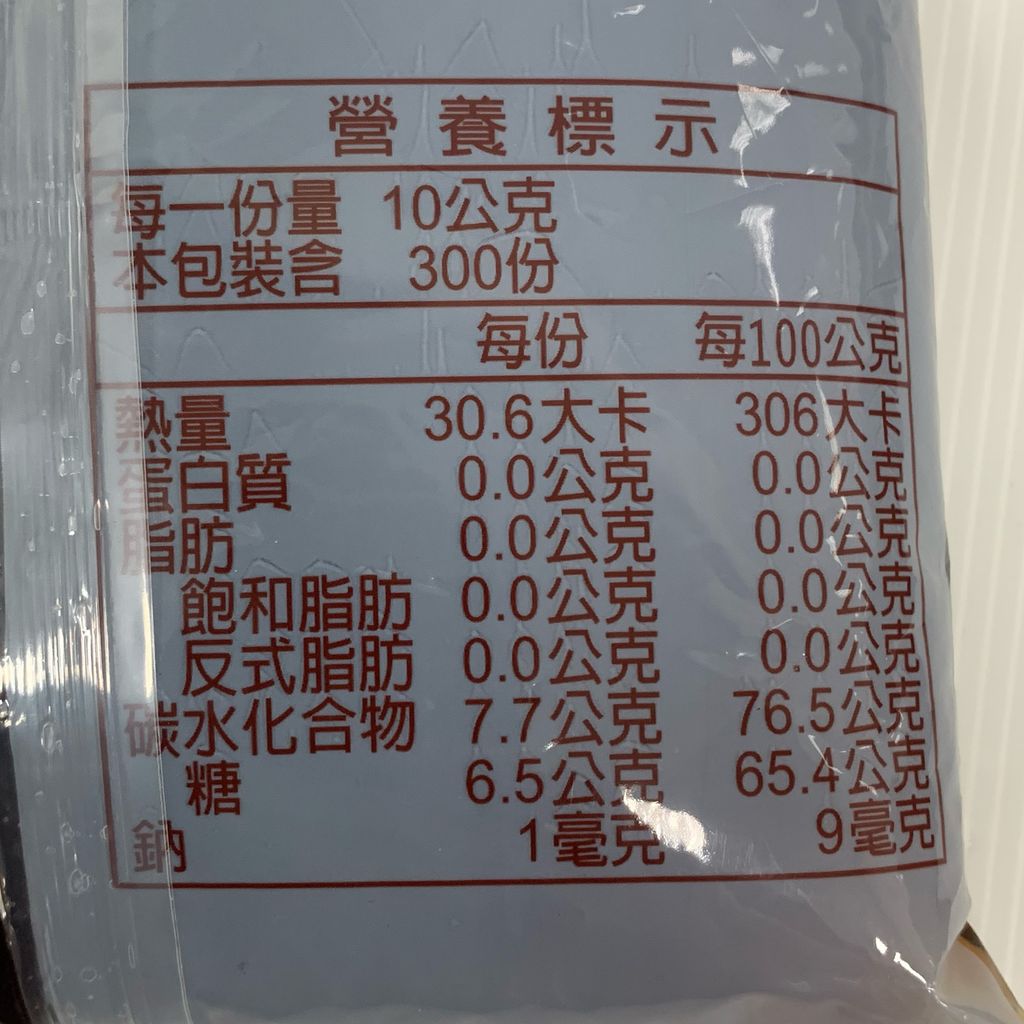 營養標示
每一份量 10公克
本包裝含 300份
每份 每100公克
熱量 30.6大卡 306大卡
蛋白質 0.0公克 0.0公克
脂肪 0.0公克 0.0公克
飽和脂肪 0.0公克 0.0公克
反式脂肪 0.0公克 0.0公克
碳水化合物 7.7公克 76.5公克
糖 6.5公克 65.4公克
鈉 1毫克 9毫克